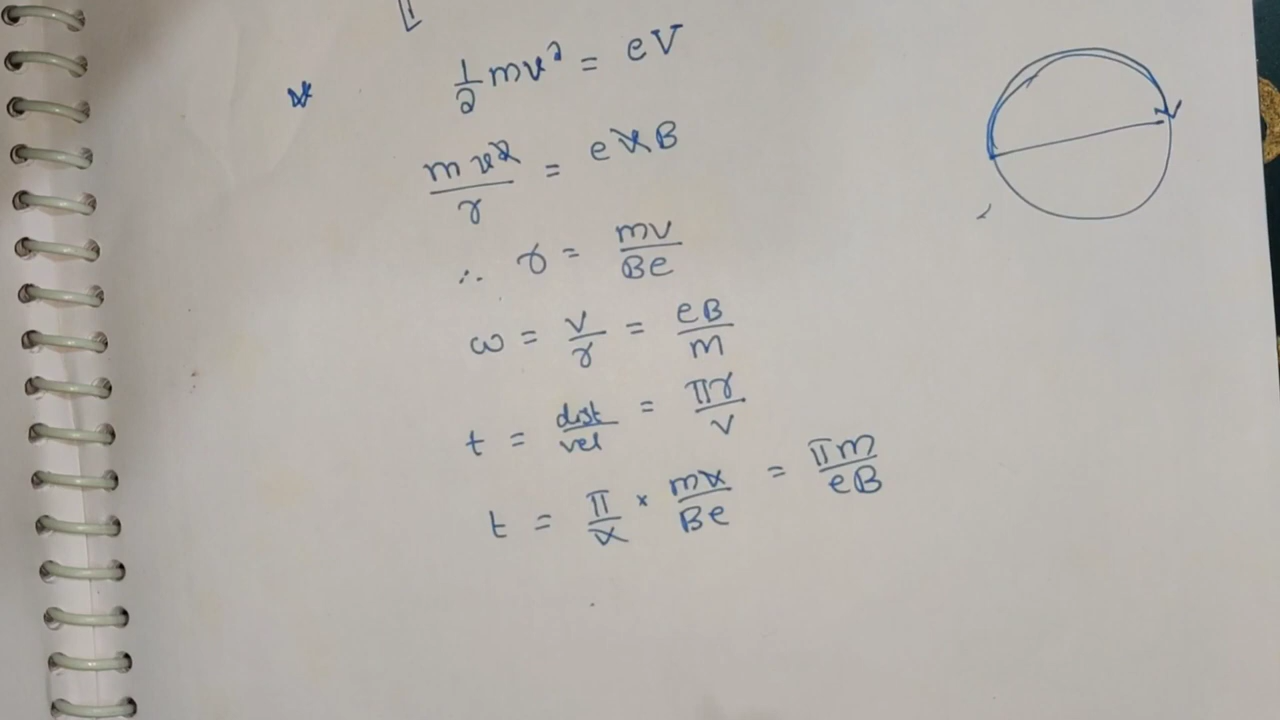 ½ mv² = eV
mv²/r = evB
∴ r = mv/Be
ω = v/r = eB/m
t = dist/vel = πr/v
t = π/v × mv/Be = πm/eB